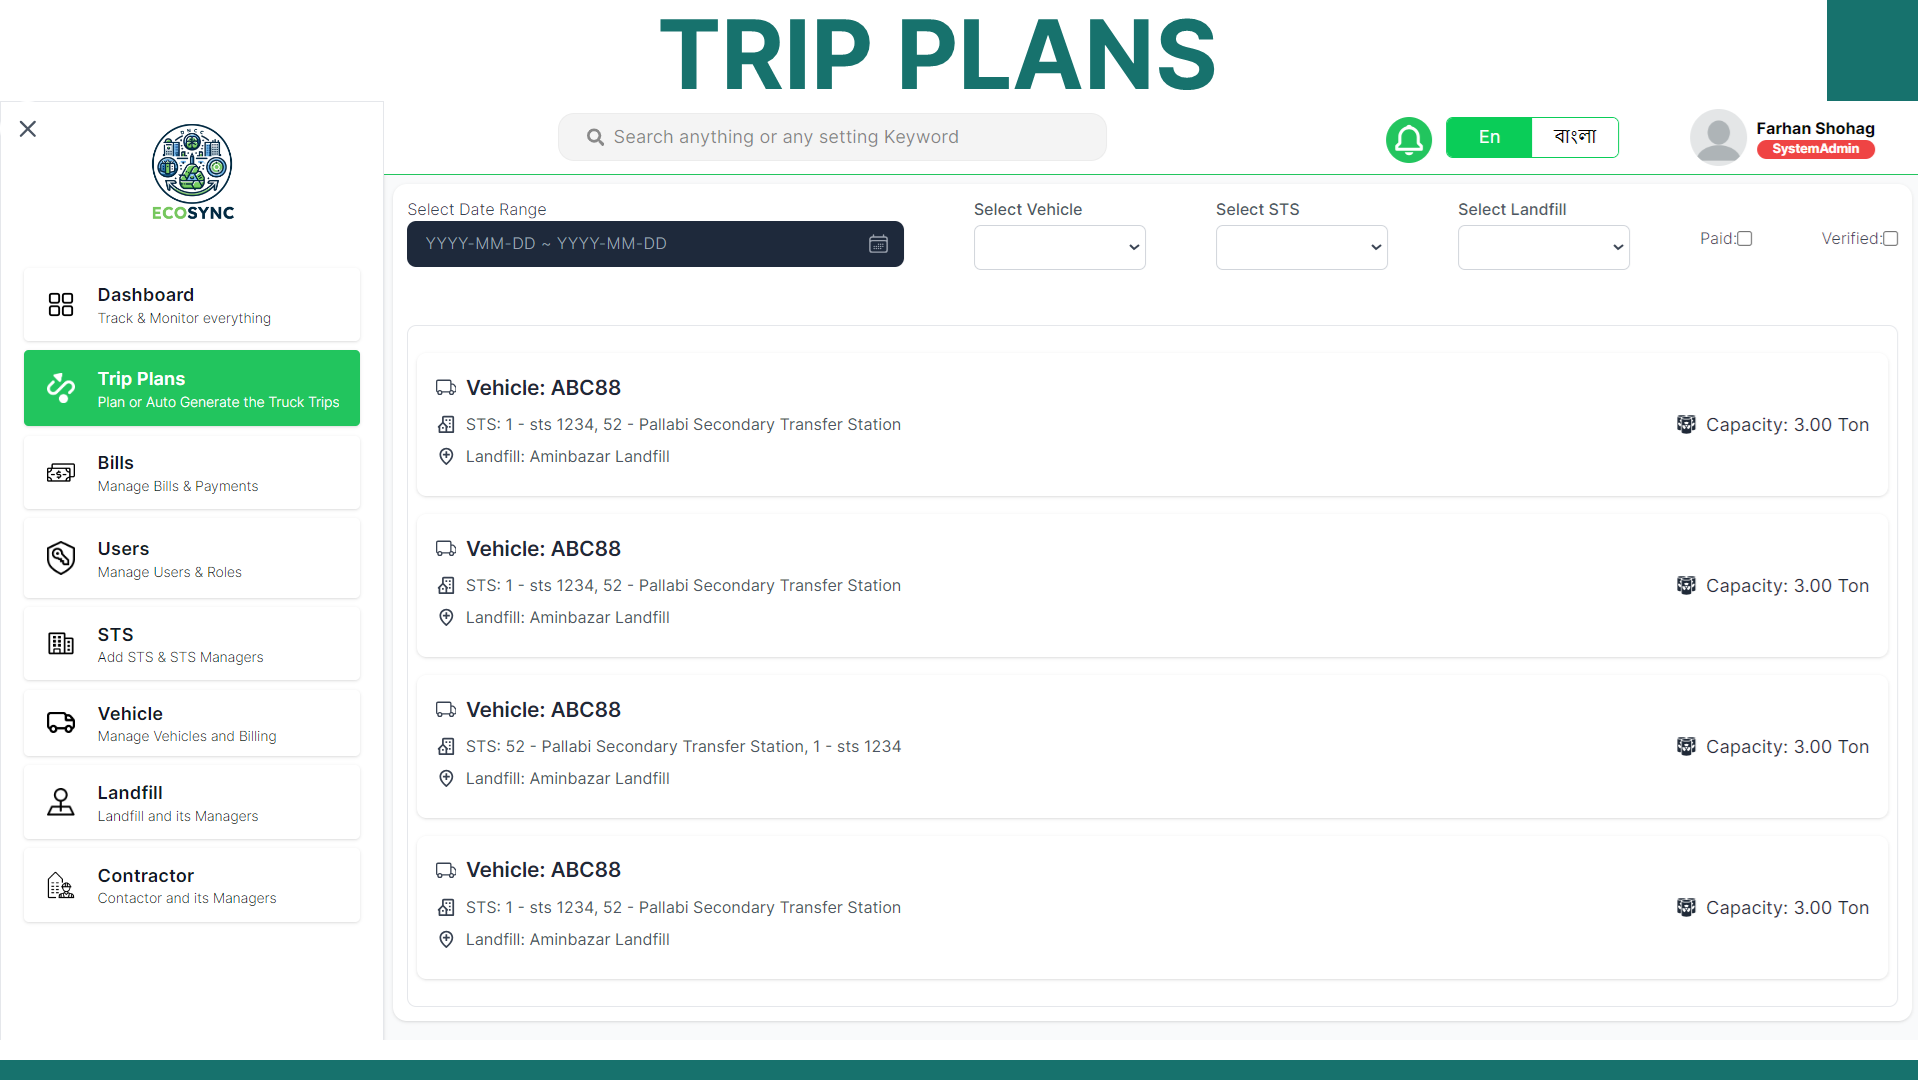 TRIP PLANS
ECOSYNC
Search anything or any setting Keyword
En
বাংলা
Farhan Shohag
SystemAdmin
Dashboard
Track & Monitor everything
Trip Plans
Plan or Auto Generate the Truck Trips
Bills
Manage Bills & Payments
Users
Manage Users & Roles
STS
Add STS & STS Managers
Vehicle
Manage Vehicles and Billing
Landfill
Landfill and its Managers
Contractor
Contactor and its Managers
Select Date Range
YYYY-MM-DD ~ YYYY-MM-DD
Select Vehicle
Select STS
Select Landfill
Paid:
Verified:
Vehicle: ABC88
STS: 1 - sts 1234, 52 - Pallabi Secondary Transfer Station
Capacity: 3.00 Ton
Landfill: Aminbazar Landfill
Vehicle: ABC88
STS: 1 - sts 1234, 52 - Pallabi Secondary Transfer Station
Capacity: 3.00 Ton
Landfill: Aminbazar Landfill
Vehicle: ABC88
STS: 52 - Pallabi Secondary Transfer Station, 1 - sts 1234
Capacity: 3.00 Ton
Landfill: Aminbazar Landfill
Vehicle: ABC88
STS: 1 - sts 1234, 52 - Pallabi Secondary Transfer Station
Capacity: 3.00 Ton
Landfill: Aminbazar Landfill